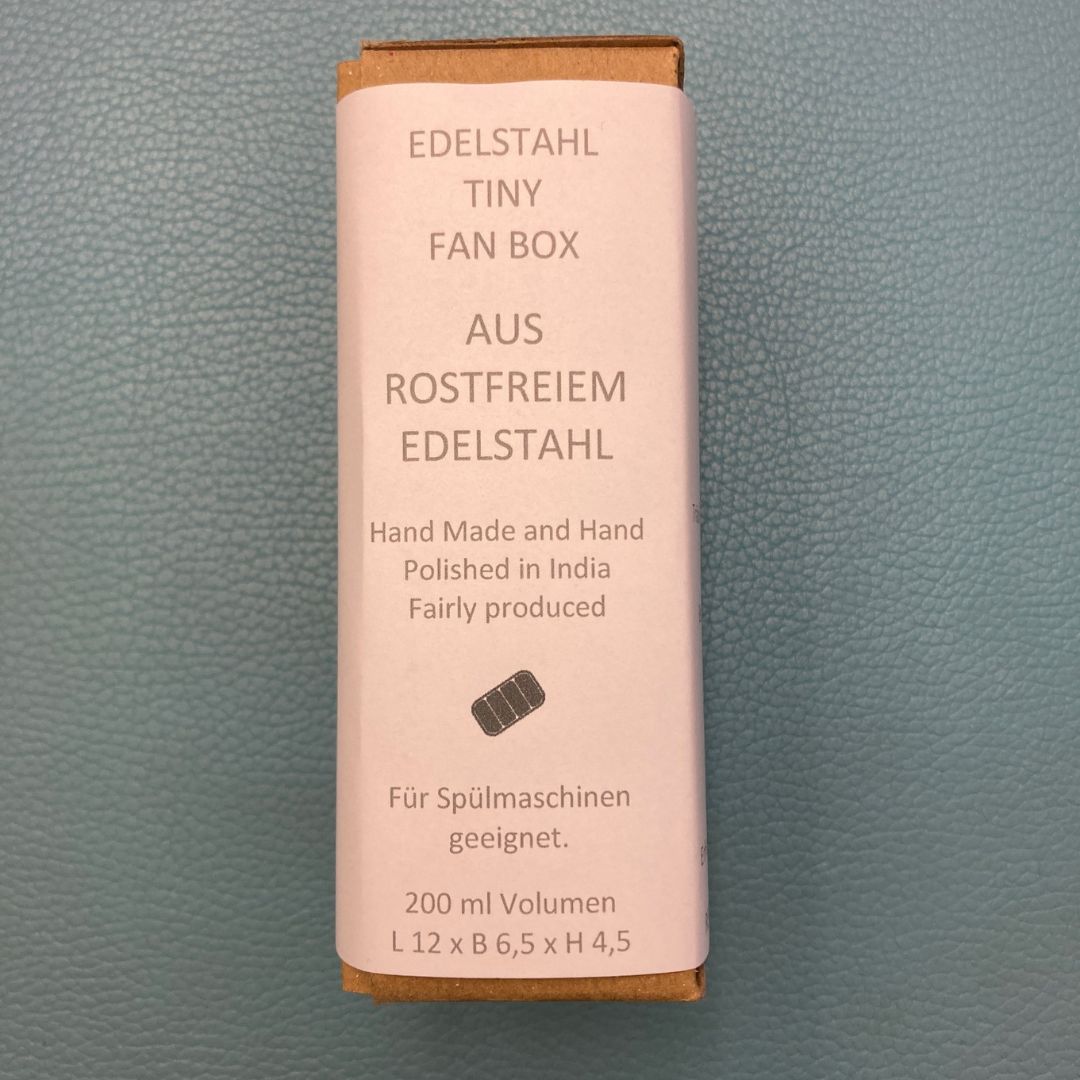 EDELSTAHL
TINY
FAN BOX
AUS
ROSTFREIEM
EDELSTAHL
Hand Made and Hand
Polished in India
Fairly produced
Für Spülmaschinen
geeignet.
200 ml Volumen
L 12 x B 6,5 x H 4,5